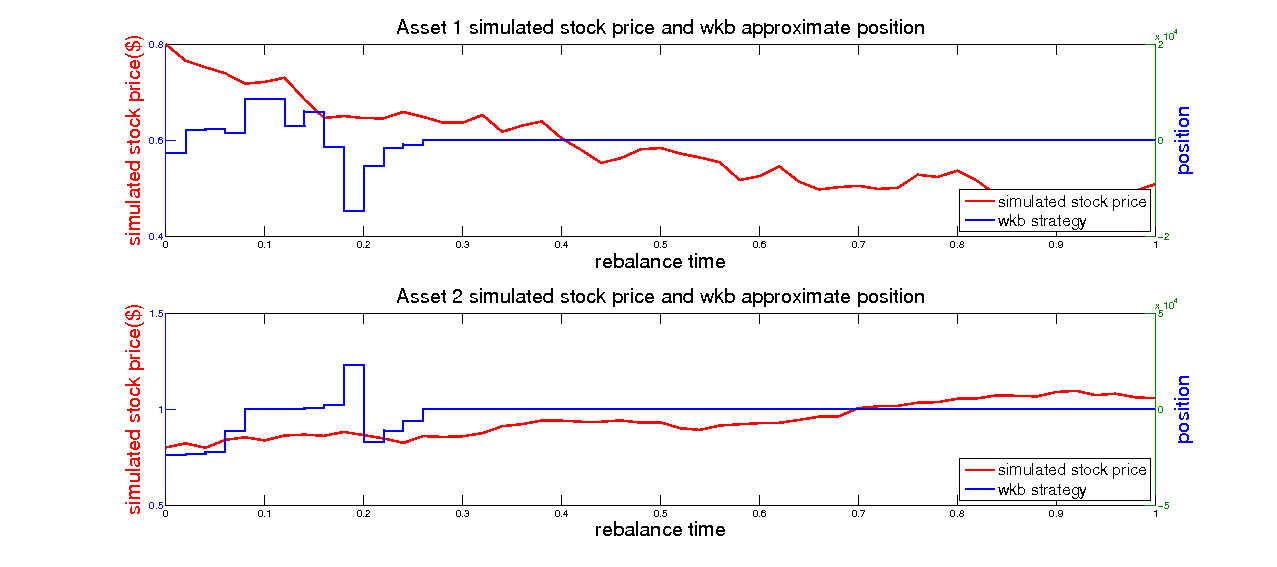 Asset 1 simulated stock price and wkb approximate position
simulated stock price($)
0.8
0.6
0.4
x 10^4
2
0
-2
position
simulated stock price
wkb strategy
0 0.1 0.2 0.3 0.4 0.5 0.6 0.7 0.8 0.9 1
rebalance time
Asset 2 simulated stock price and wkb approximate position
simulated stock price($)
1.5
1
0.5
x 10^4
5
0
-5
position
simulated stock price
wkb strategy
0 0.1 0.2 0.3 0.4 0.5 0.6 0.7 0.8 0.9 1
rebalance time